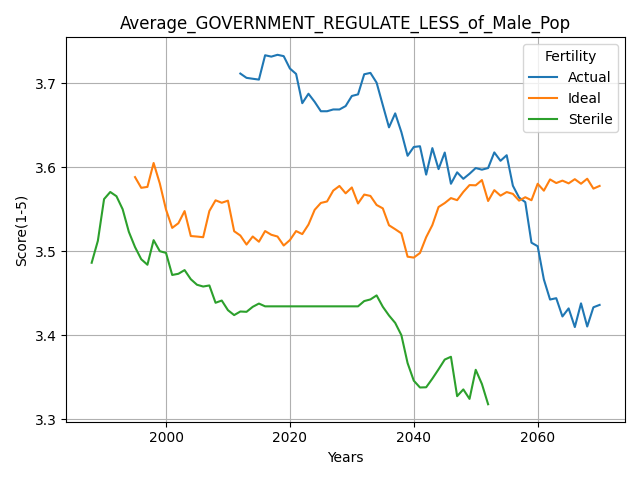 Average_GOVERNMENT_REGULATE_LESS_of_Male_Pop
Fertility
Actual
Ideal
Sterile
Score(1-5)
3.7
3.6
3.5
3.4
3.3
2000
2020
2040
2060
Years